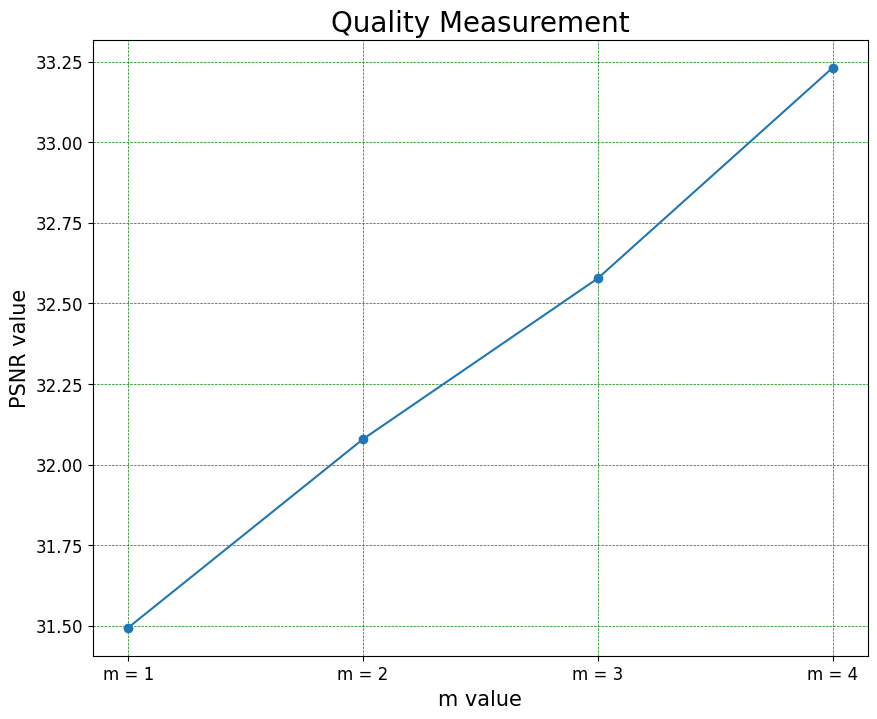 Quality Measurement
33.25
33.00
32.75
32.50
32.25
32.00
31.75
31.50
PSNR value
m = 1
m = 2
m = 3
m = 4
m value